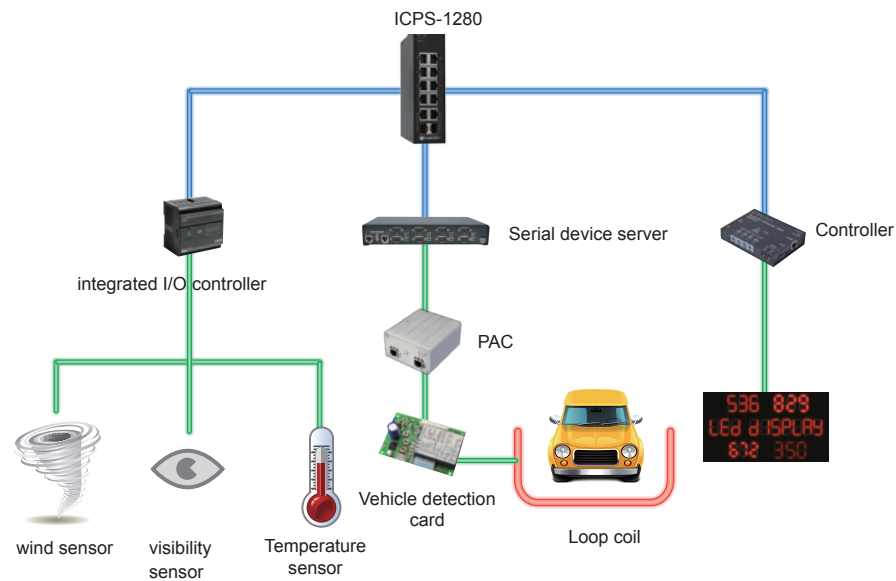 ICPS-1280
Serial device server
Controller
integrated I/O controller
PAC
536 829
LEd dISPLAY
672 350
Vehicle detection
card
Loop coil
wind sensor
visibility
sensor
Temperature
sensor